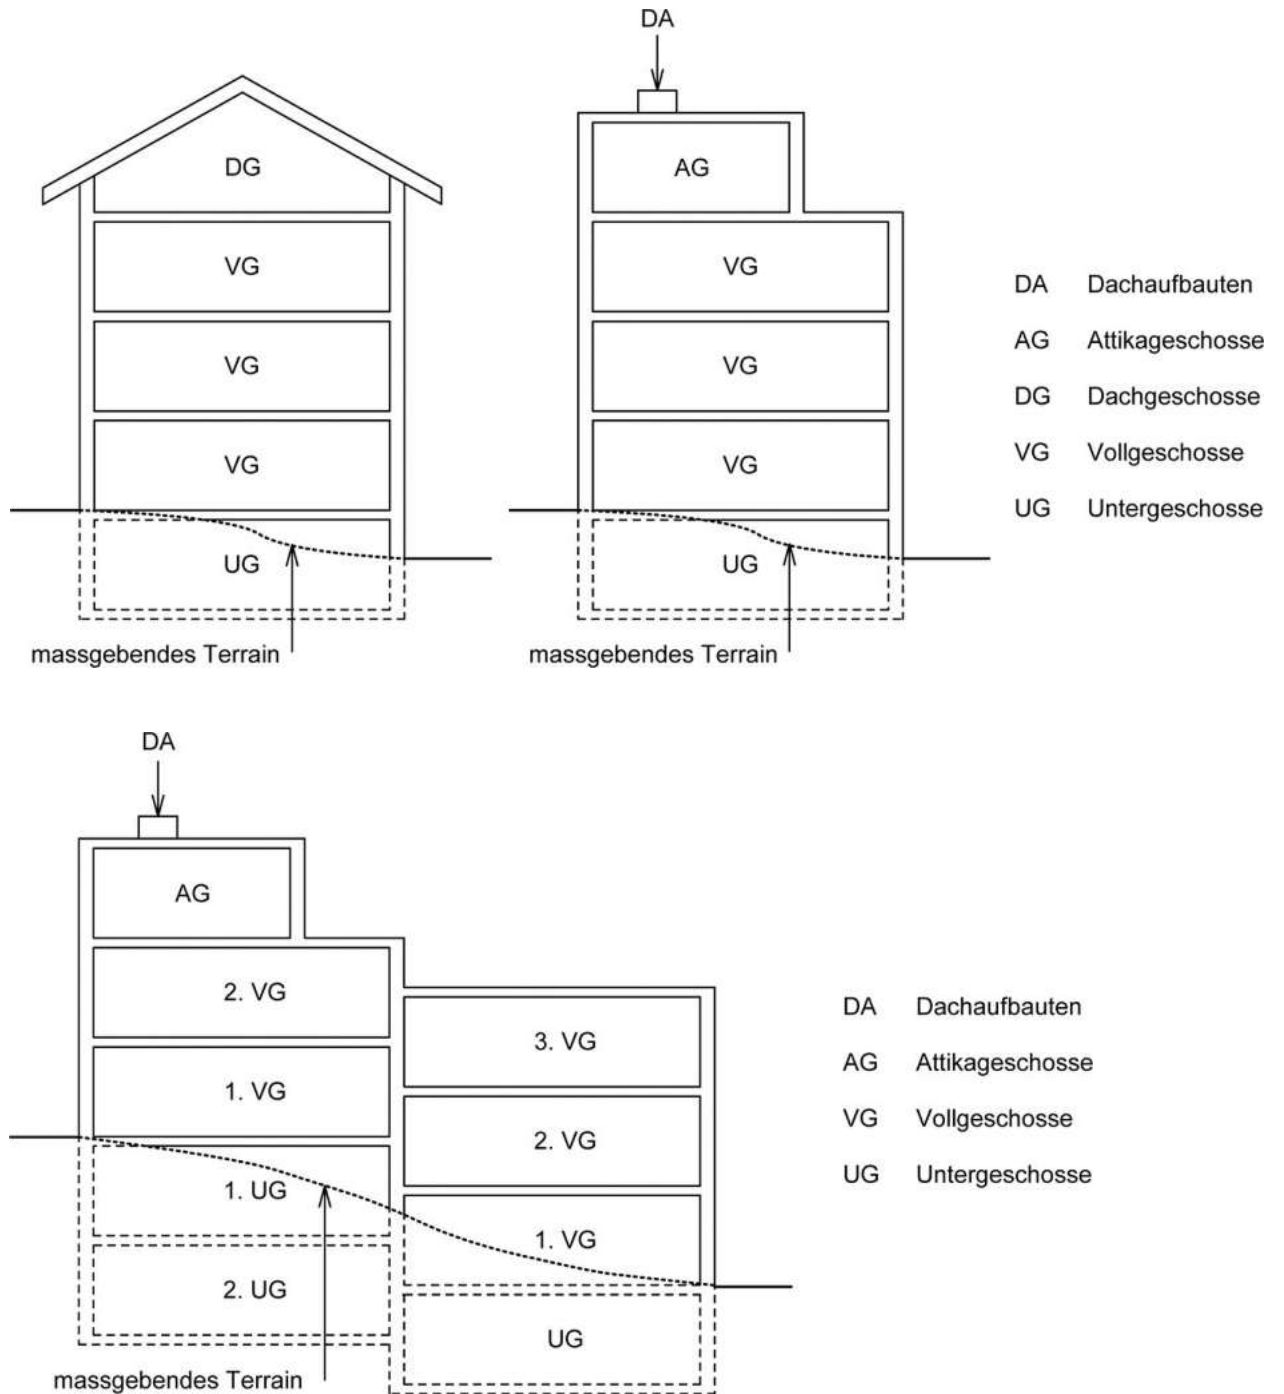 DA
DG
AG
VG
VG
VG
VG
VG
VG
UG
UG
massgebendes Terrain
massgebendes Terrain
DA Dachaufbauten
AG Attikageschosse
DG Dachgeschosse
VG Vollgeschosse
UG Untergeschosse
DA
AG
2. VG
1. VG
1. UG
2. UG
3. VG
2. VG
1. VG
UG
massgebendes Terrain
DA Dachaufbauten
AG Attikageschosse
VG Vollgeschosse
UG Untergeschosse